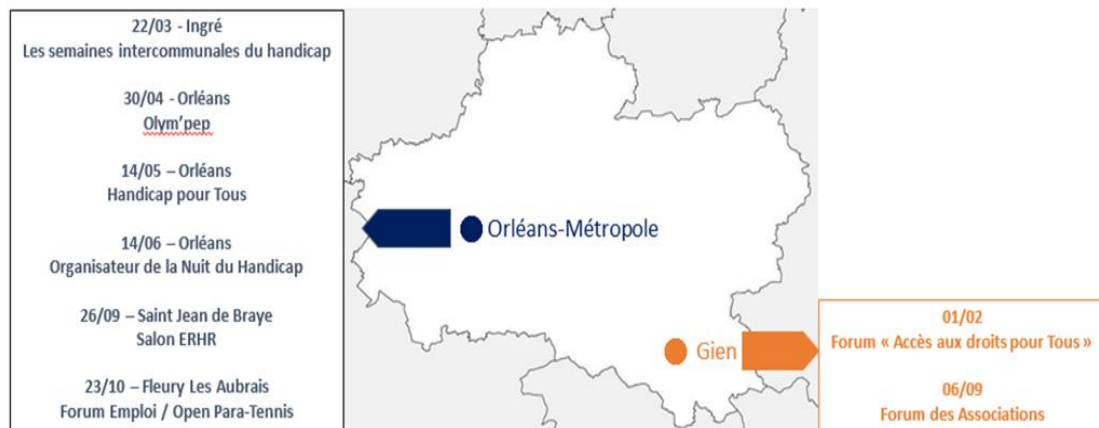 22/03 - Ingré
Les semaines intercommunales du handicap
30/04 - Orléans
Olym'pep
14/05 – Orléans
Handicap pour Tous
14/06 – Orléans
Organisateur de la Nuit du Handicap
26/09 – Saint Jean de Braye
Salon ERHR
23/10 – Fleury Les Aubrais
Forum Emploi / Open Para-Tennis
Orléans-Métropole
Gien
01/02
Forum « Accès aux droits pour Tous »
06/09
Forum des Associations